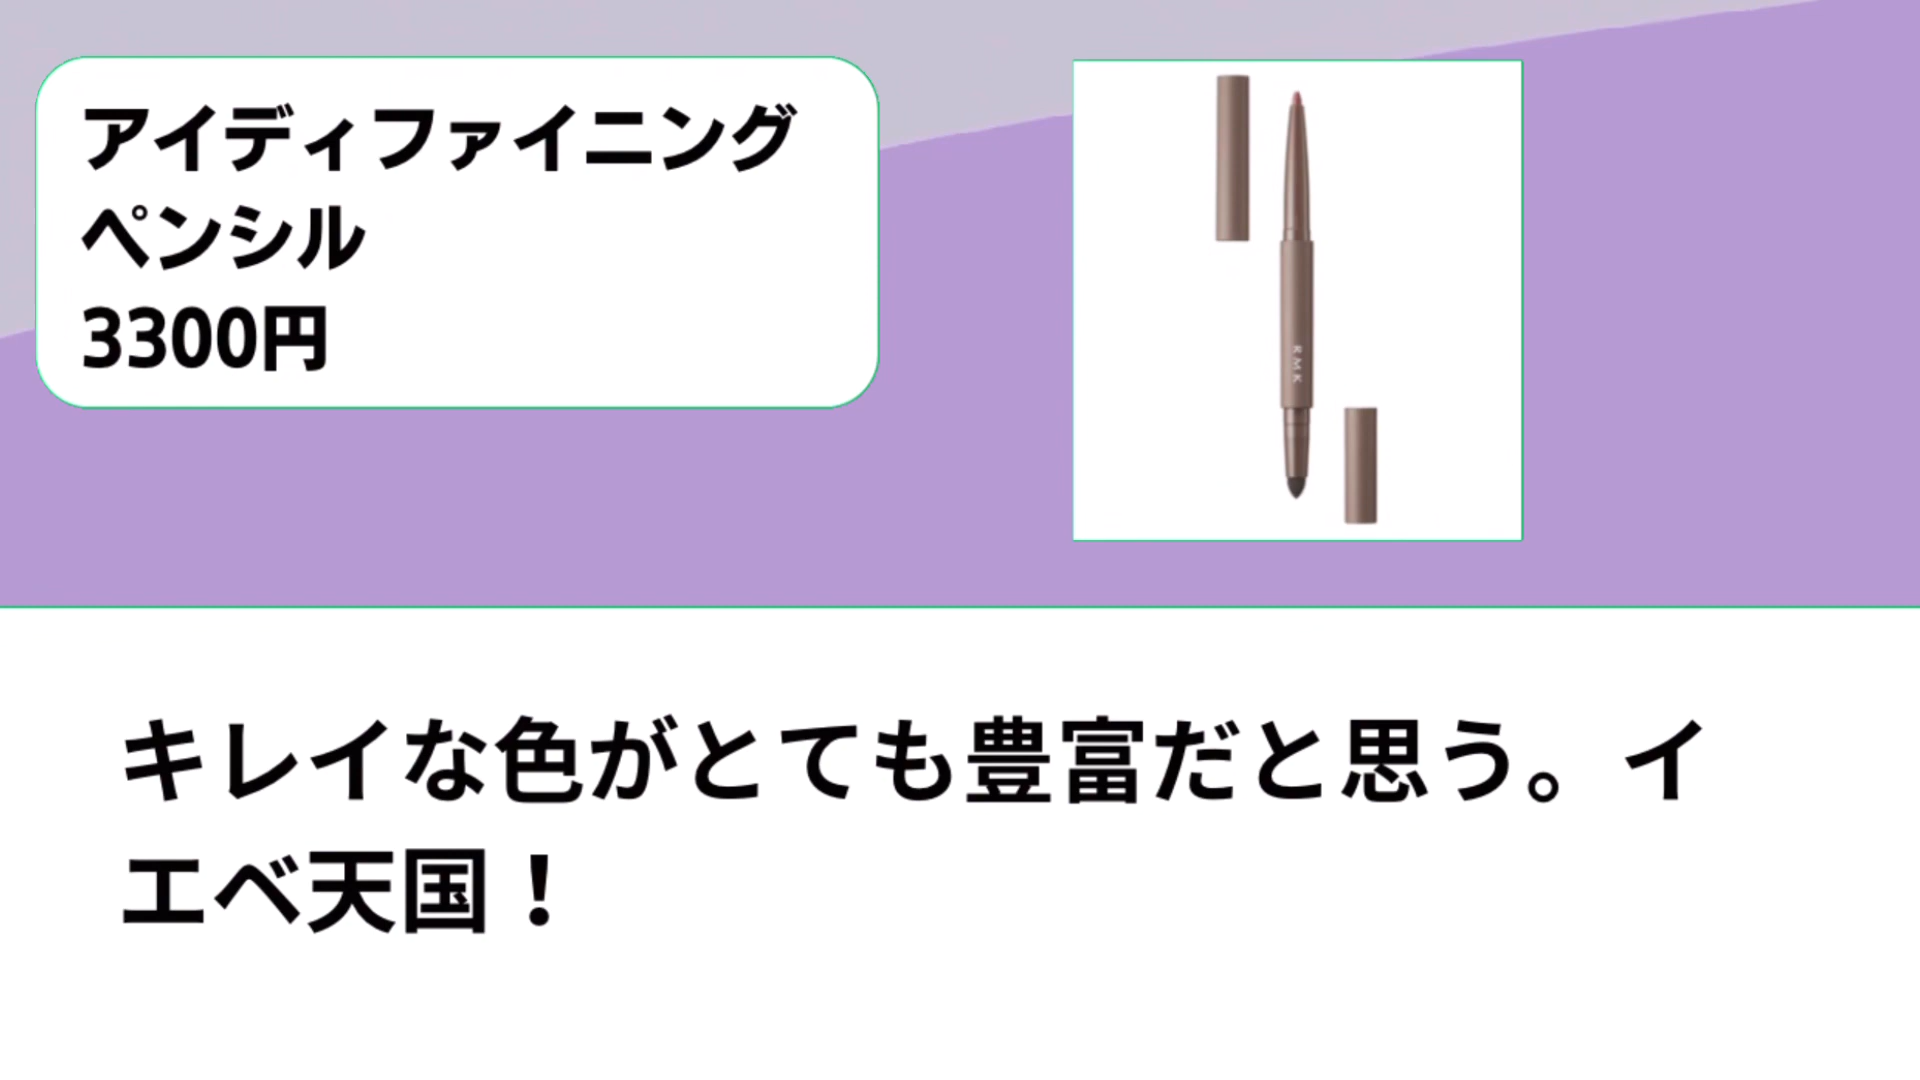 アイディファイニング
ペンシル
3300円
RMK
キレイな色がとても豊富だと思う。イ
エベ天国！